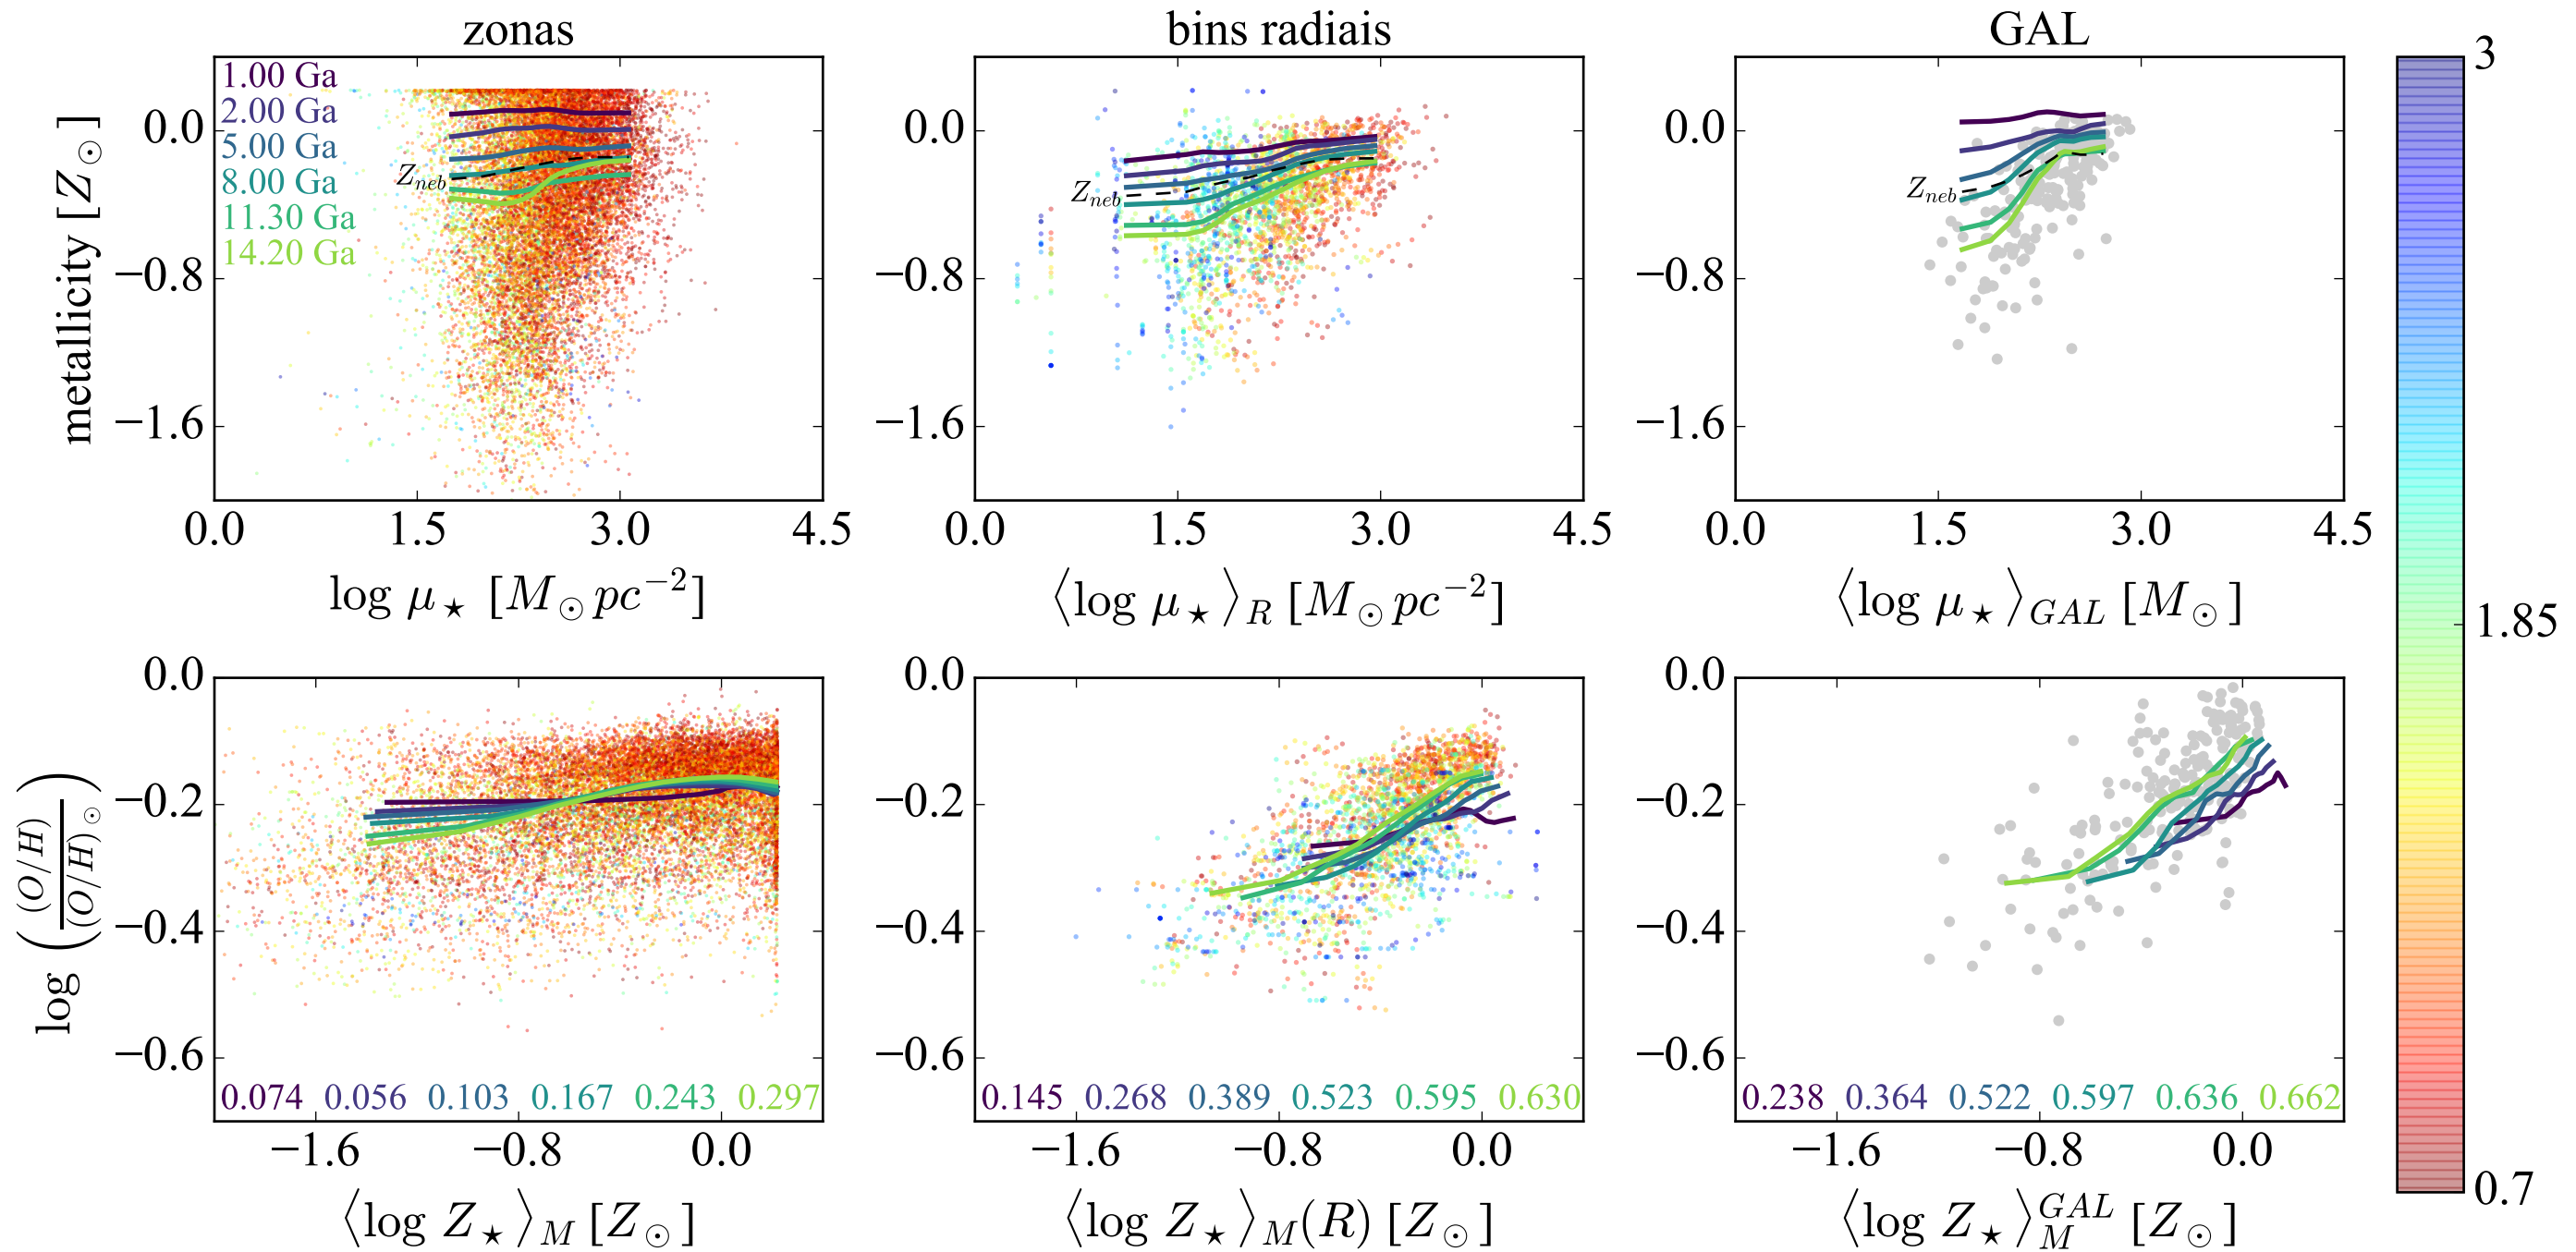 zonas
bins radiais
GAL
metallicity [Z⊙]
0.0
−0.8
−1.6
1.00 Ga
2.00 Ga
5.00 Ga
8.00 Ga
11.30 Ga
14.20 Ga
Zneb
0.0 1.5 3.0 4.5
log μ⋆ [M⊙ pc⁻²]
0.0
−0.8
−1.6
Zneb
0.0 1.5 3.0 4.5
⟨log μ⋆⟩R [M⊙ pc⁻²]
0.0
−0.8
−1.6
Zneb
0.0 1.5 3.0 4.5
⟨log μ⋆⟩GAL [M⊙]
3
1.85
0.7
log ((O/H)/(O/H)⊙)
0.0
−0.2
−0.4
−0.6
0.074 0.056 0.103 0.167 0.243 0.297
−1.6 −0.8 0.0
⟨log Z⋆⟩M [Z⊙]
0.0
−0.2
−0.4
−0.6
0.145 0.268 0.389 0.523 0.595 0.630
−1.6 −0.8 0.0
⟨log Z⋆⟩M(R) [Z⊙]
0.0
−0.2
−0.4
−0.6
0.238 0.364 0.522 0.597 0.636 0.662
−1.6 −0.8 0.0
⟨log Z⋆⟩M GAL [Z⊙]